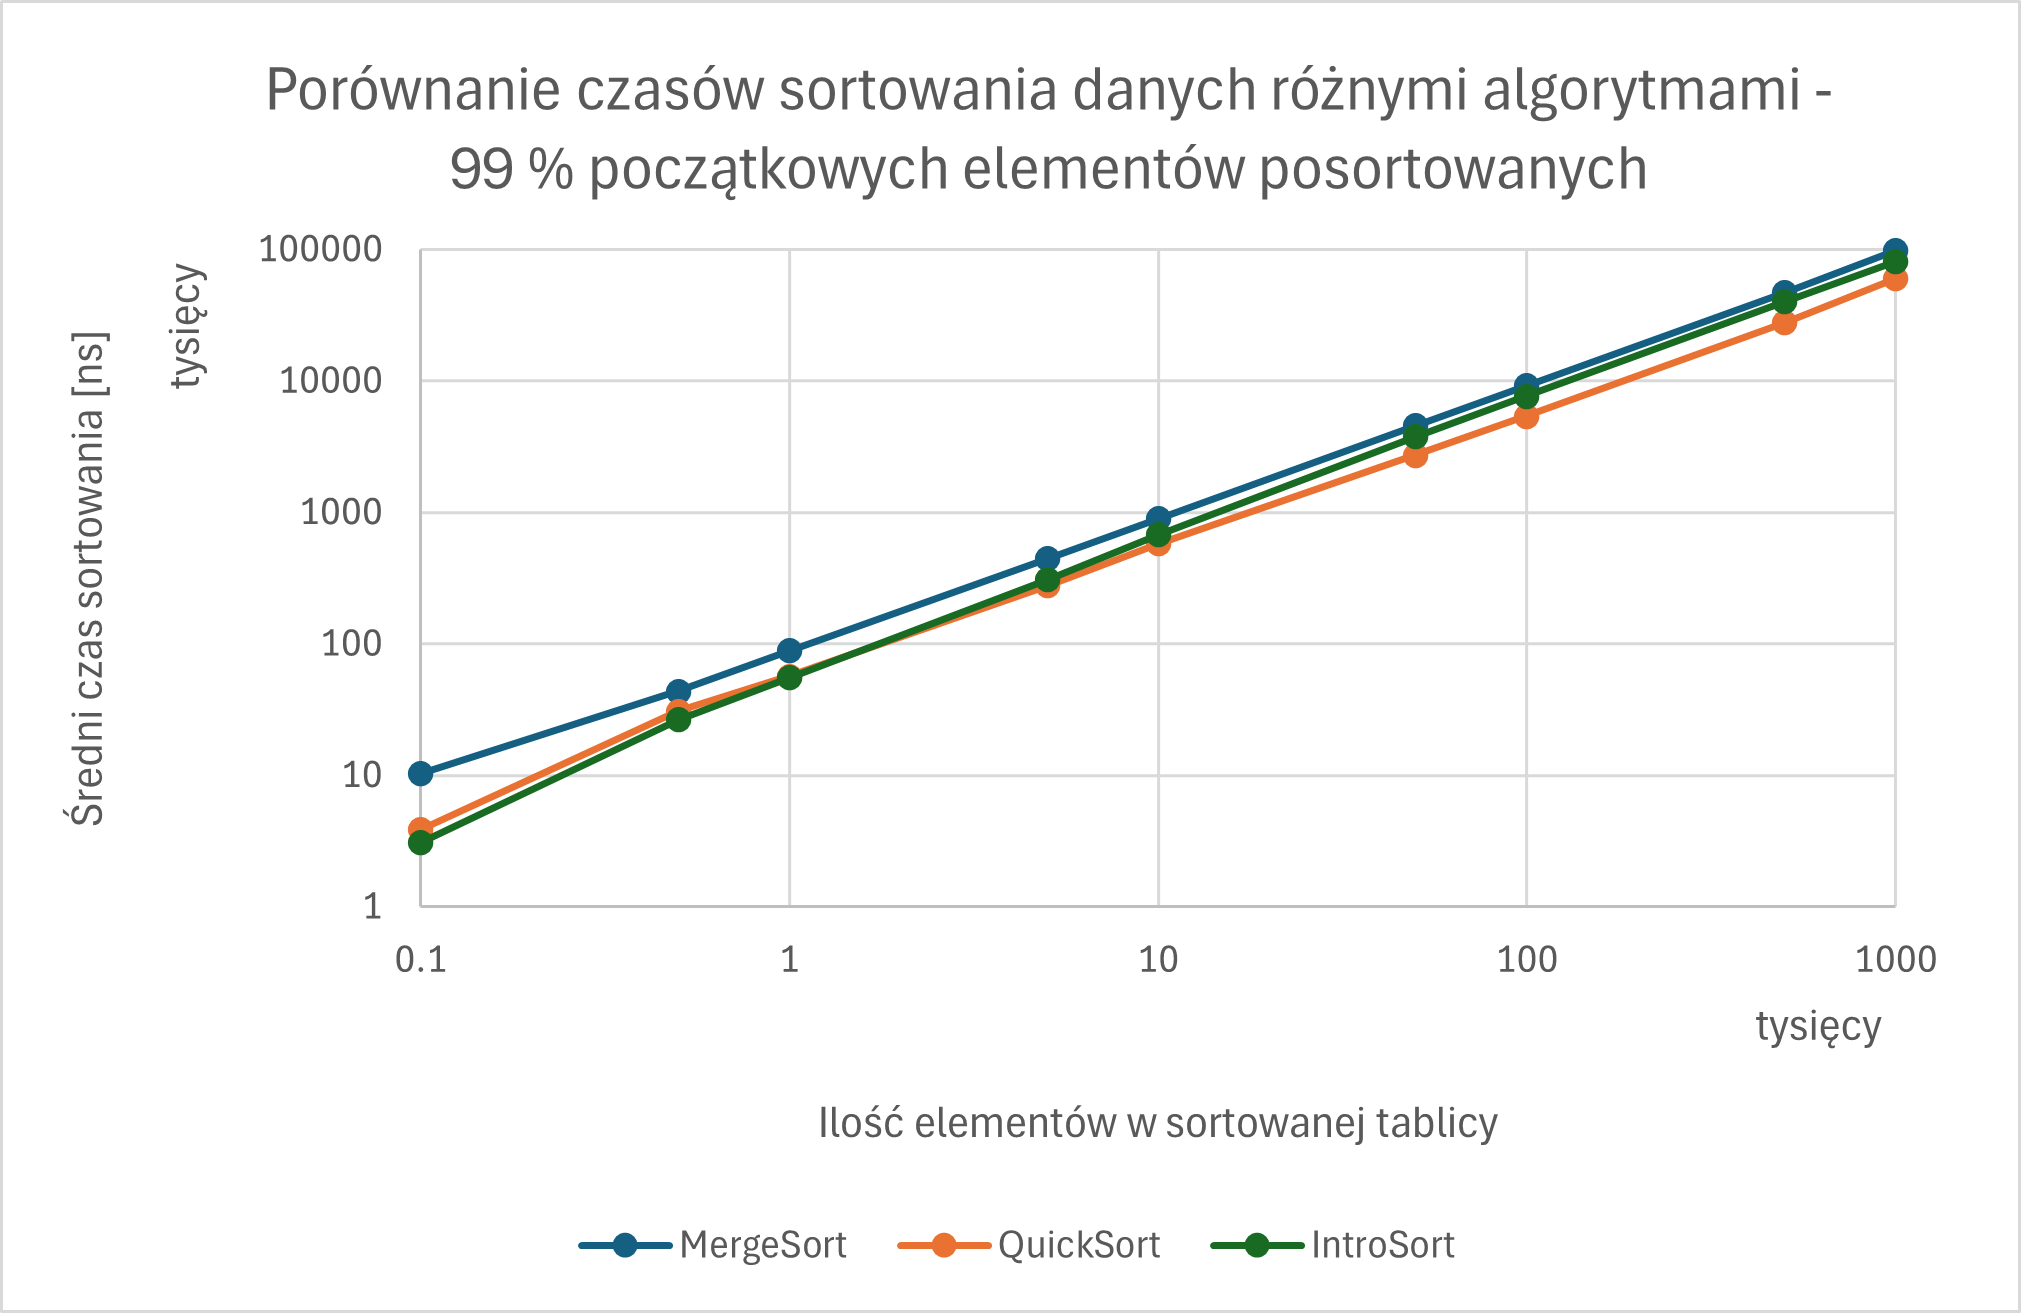 Porównanie czasów sortowania danych różnymi algorytmami -
99 % początkowych elementów posortowanych
Średni czas sortowania [ns]
tysięcy
100000
10000
1000
100
10
1
0.1
1
10
100
1000
tysięcy
Ilość elementów w sortowanej tablicy
MergeSort
QuickSort
IntroSort